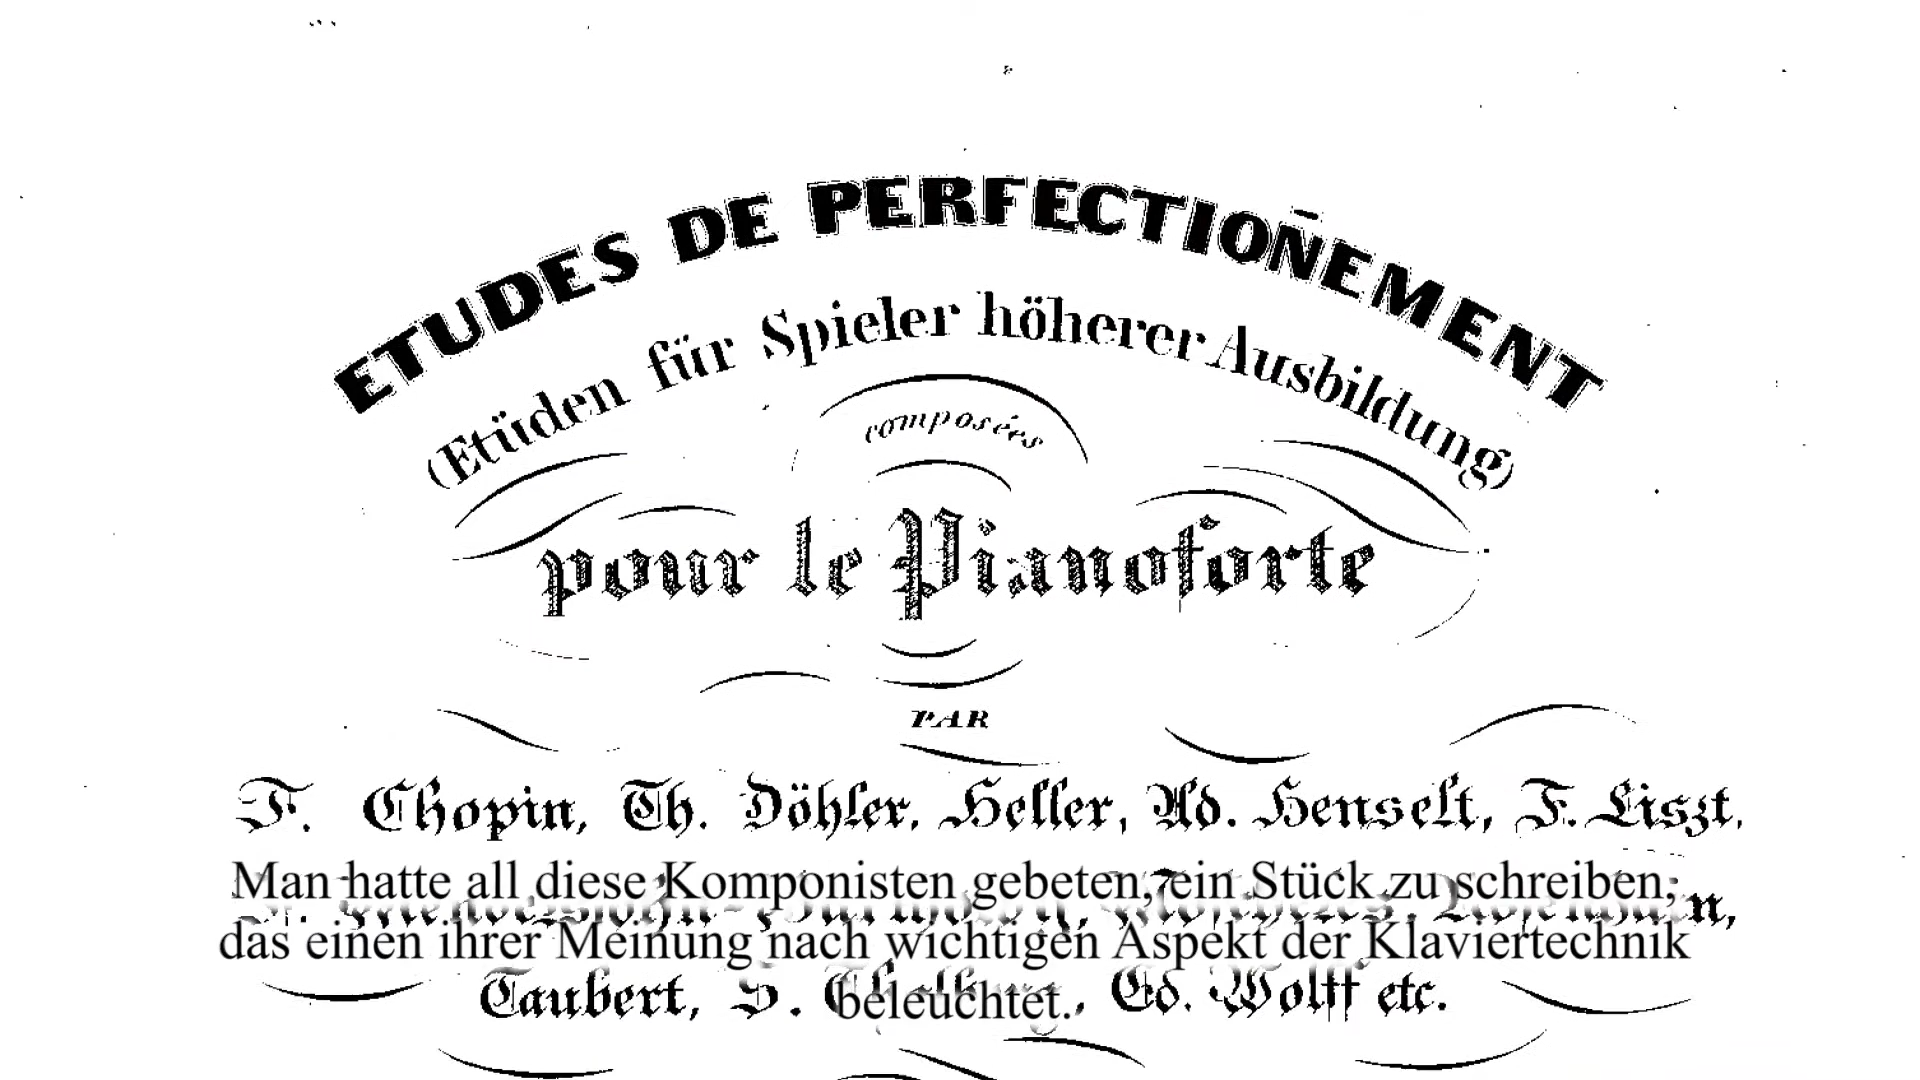 ETUDES DE PERFECTIOÑEMENT
(Etüden für Spieler höherer Ausbildung)
composées
pour le Pianoforte
PAR
F. Chopin, Th. Döhler, Heller, Ad. Henselt, F. Liszt,
Man hatte all diese Komponisten gebeten, ein Stück zu schreiben,
das einen ihrer Meinung nach wichtigen Aspekt der Klaviertechnik
beleuchtet.
Taubert, S. Ed. Wolff etc.